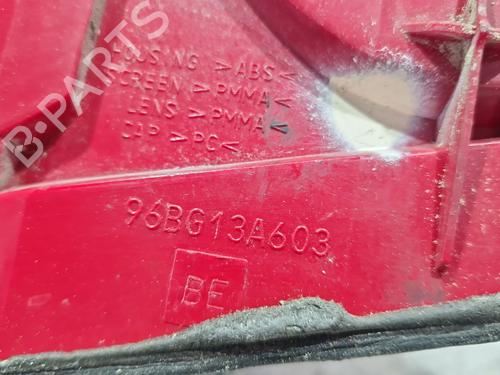 HOUSING >ABS<
SCREEN >PMMA<
LENS >PMMA<
CAP >PC<
B-PARTS
96BG13A603
BE